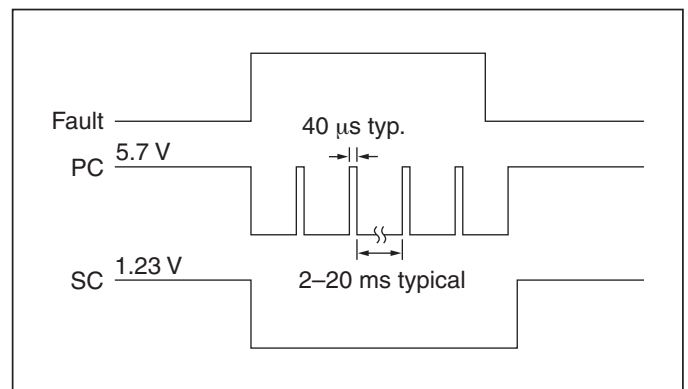 Fault
40 μs typ.
5.7 V
PC
1.23 V
SC
2–20 ms typical